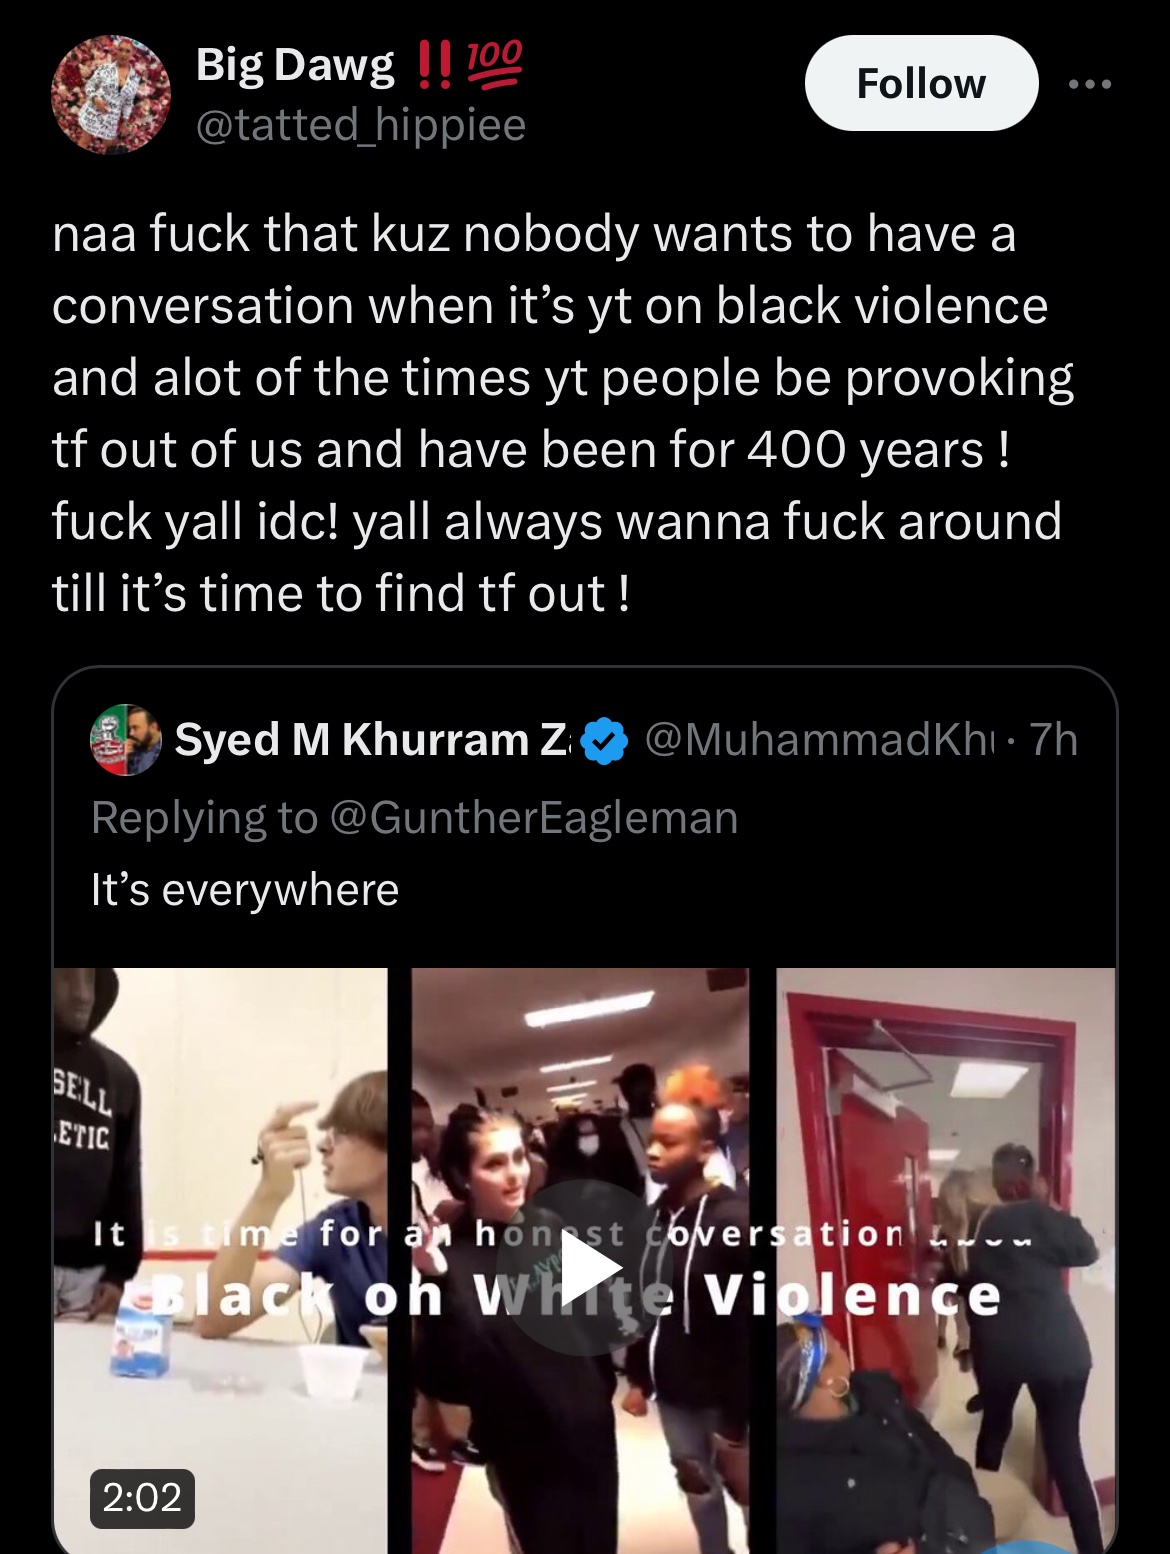 Big Dawg ‼️💯
@tatted_hippiee
Follow
naa fuck that kuz nobody wants to have a
conversation when it’s yt on black violence
and alot of the times yt people be provoking
tf out of us and have been for 400 years !
fuck yall idc! yall always wanna fuck around
till it’s time to find tf out !
Syed M Khurram Z
@MuhammadKh · 7h
Replying to @GuntherEagleman
It’s everywhere
SELL
ETIC
It is time for an honest coversation
Black on White Violence
2:02